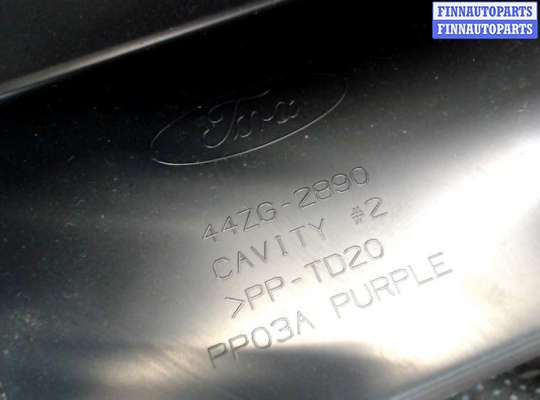 FINNAUTOPARTS
FINNAUTOPARTS
Ford
44ZG-2890
CAVITY #2
>PP-TD20
PP03A PURPLE